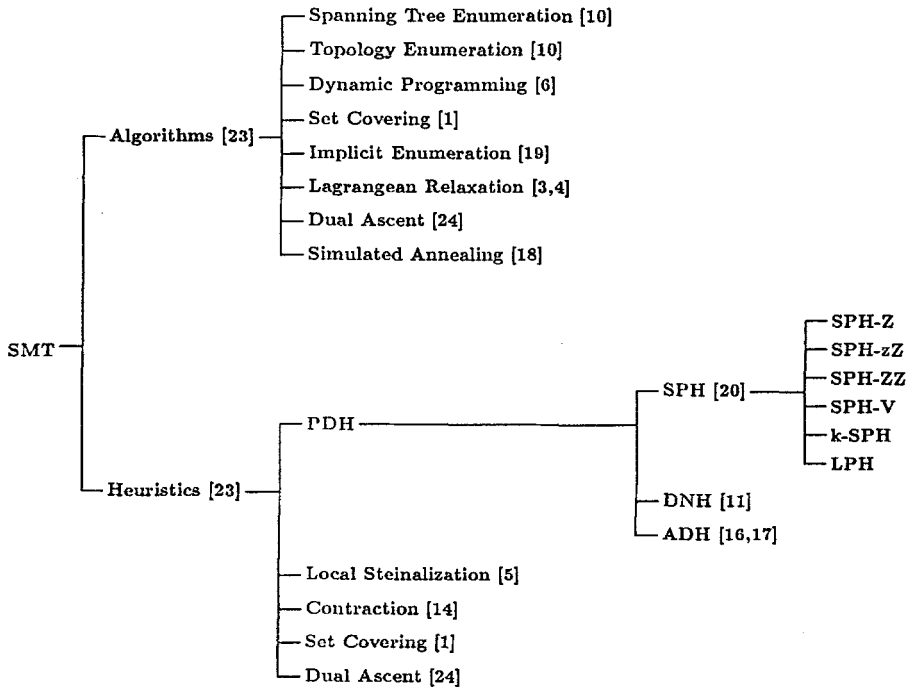 Spanning Tree Enumeration [10]
Topology Enumeration [10]
Dynamic Programming [6]
Set Covering [1]
Algorithms [23]
Implicit Enumeration [19]
Lagrangean Relaxation [3,4]
Dual Ascent [24]
Simulated Annealing [18]
SMT
SPH-Z
SPH-zZ
SPH-ZZ
SPH [20]
SPH-V
k-SPH
LPH
PDH
Heuristics [23]
DNH [11]
ADH [16,17]
Local Steinalization [5]
Contraction [14]
Set Covering [1]
Dual Ascent [24]